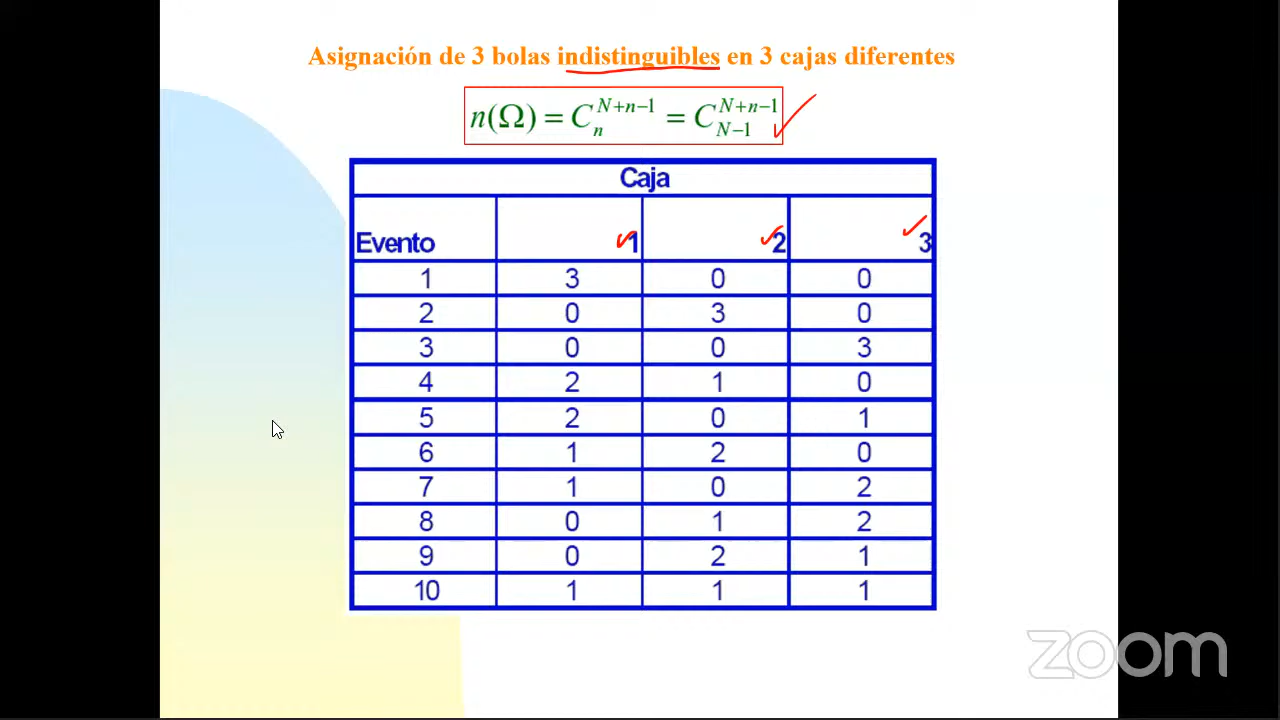 Asignación de 3 bolas indistinguibles en 3 cajas diferentes
n(Ω) = C_n^{N+n−1} = C_{N−1}^{N+n−1}
Caja
Evento 1 2 3
1 3 0 0
2 0 3 0
3 0 0 3
4 2 1 0
5 2 0 1
6 1 2 0
7 1 0 2
8 0 1 2
9 0 2 1
10 1 1 1
zoom